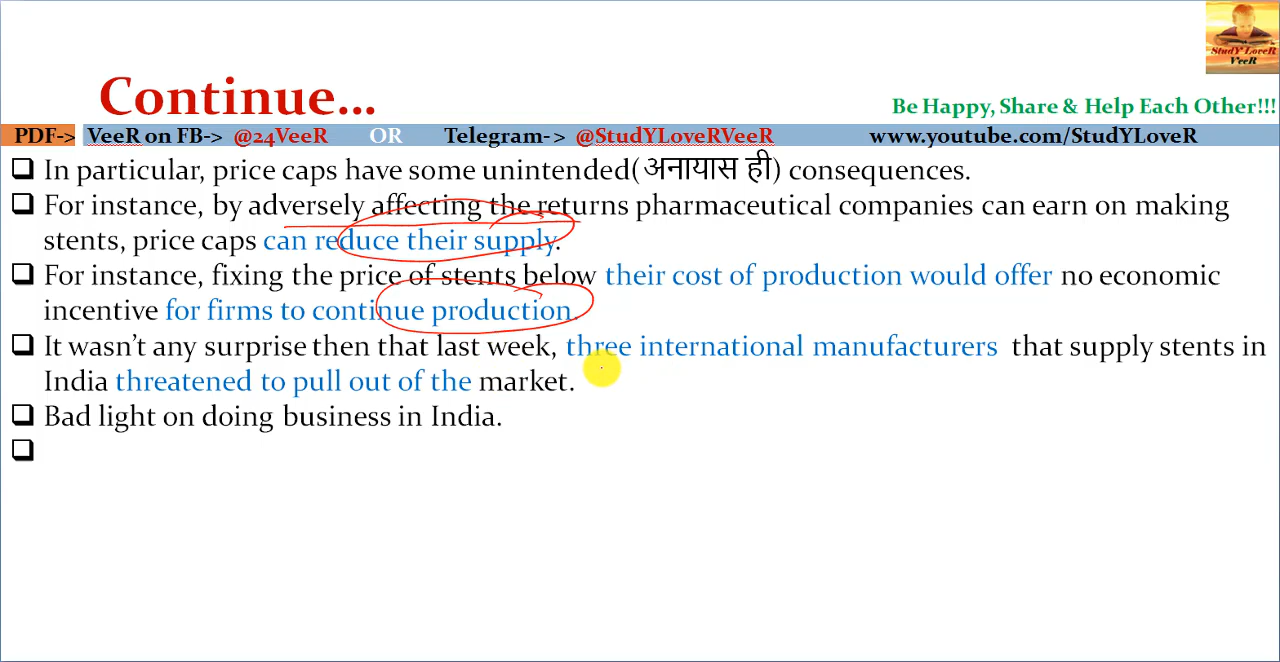 StudY LoveR
VeeR
Continue...
Be Happy, Share & Help Each Other!!!
PDF-> VeeR on FB-> @24VeeR OR Telegram- > @StudYLoveRVeeR www.youtube.com/StudYLoveR
❑ In particular, price caps have some unintended(अनायास ही) consequences.
❑ For instance, by adversely affecting the returns pharmaceutical companies can earn on making
stents, price caps can reduce their supply.
❑ For instance, fixing the price of stents below their cost of production would offer no economic
incentive for firms to continue production.
❑ It wasn't any surprise then that last week, three international manufacturers that supply stents in
India threatened to pull out of the market.
❑ Bad light on doing business in India.
❑